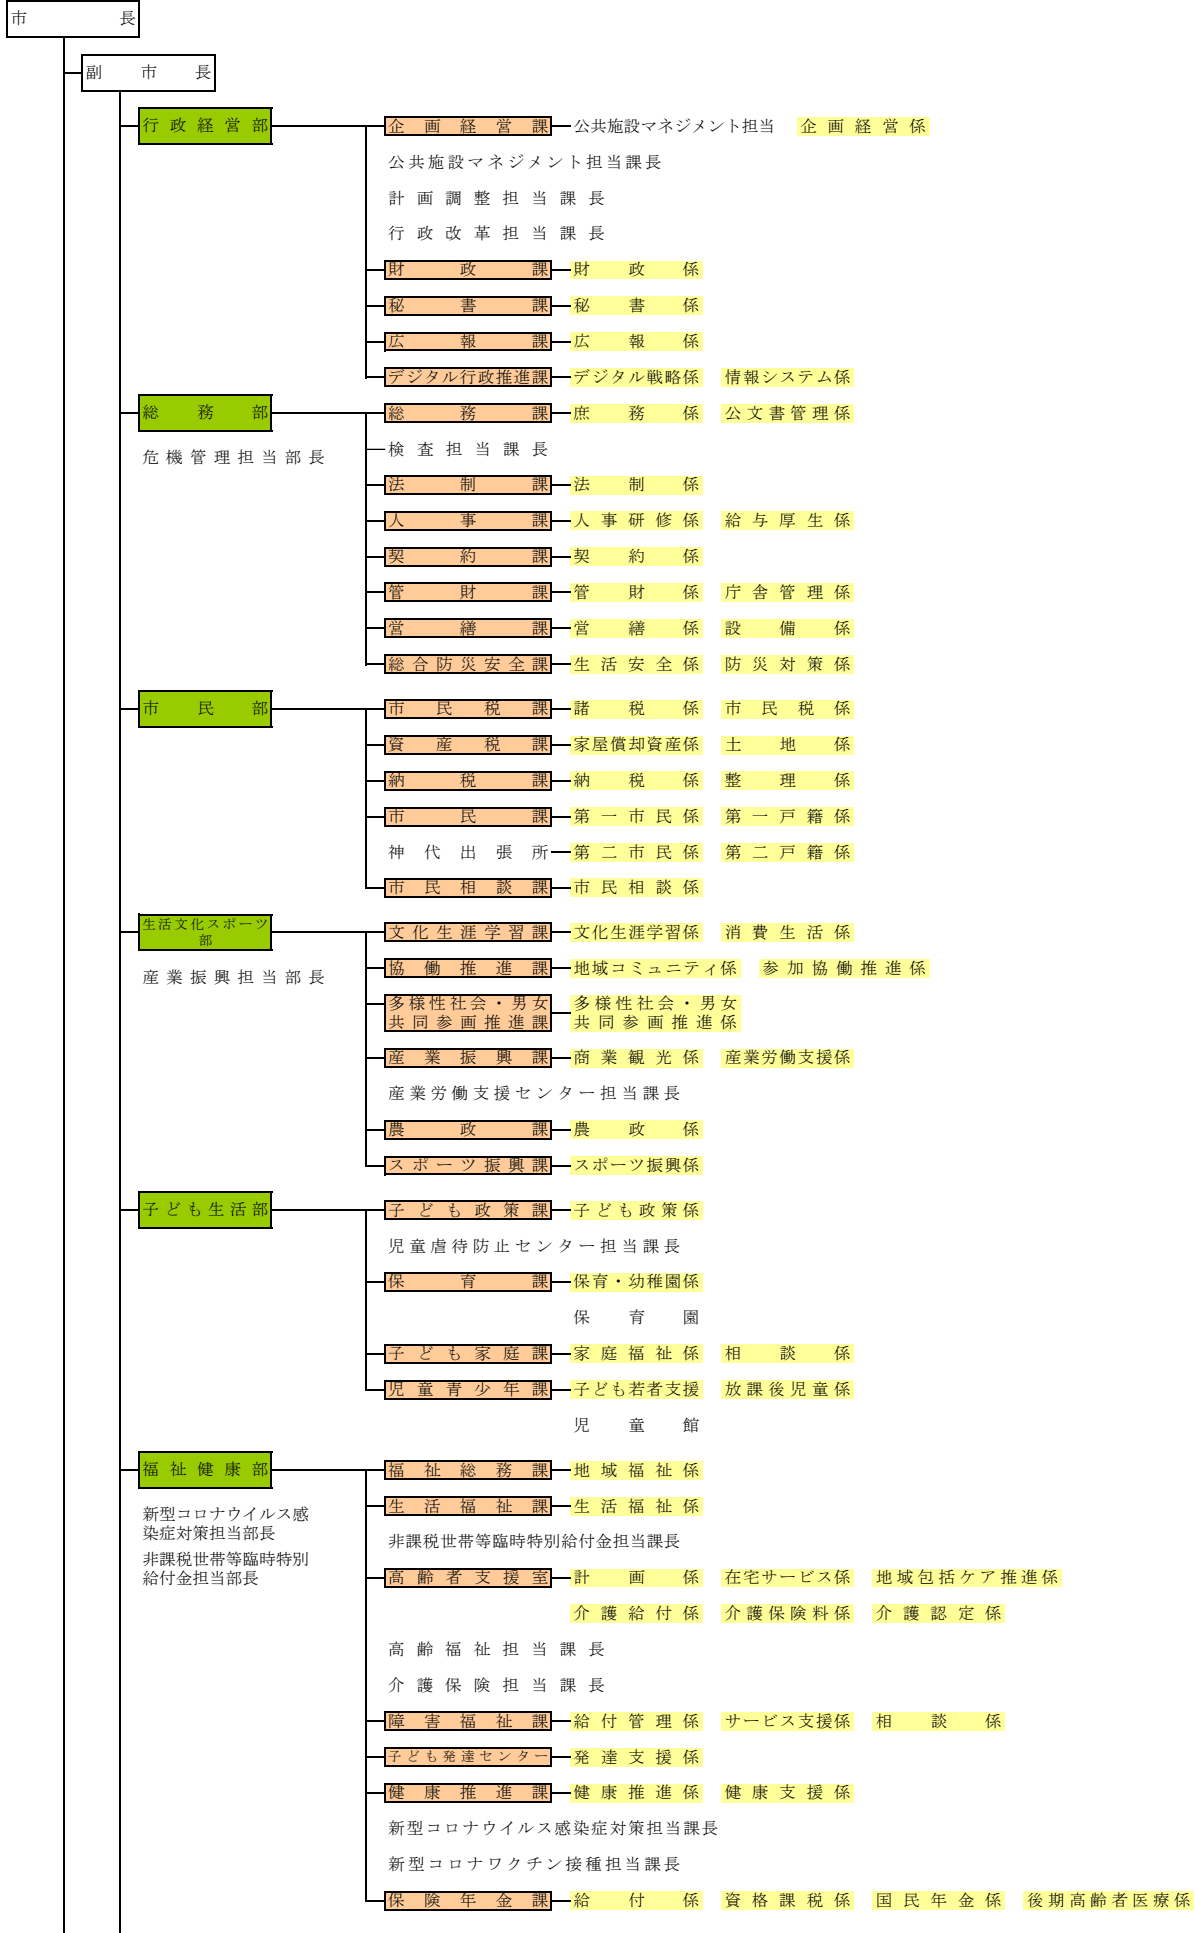 市長
副市長
行政経営部 企画経営課 公共施設マネジメント担当 企画経営係
公共施設マネジメント担当課長
計画調整担当課長
行政改革担当課長
財政課 財政係
秘書課 秘書係
広報課 広報係
デジタル行政推進課 デジタル戦略係 情報システム係
総務部 総務課 庶務係 公文書管理係
危機管理担当部長 検査担当課長
法制課 法制係
人事課 人事研修係 給与厚生係
契約課 契約係
管財課 管財係 庁舎管理係
営繕課 営繕係 設備係
総合防災安全課 生活安全係 防災対策係
市民部 市民税課 諸税係 市民税係
資産税課 家屋償却資産係 土地係
納税課 納税係 整理係
市民課 第一市民係 第一戸籍係
神代出張所 第二市民係 第二戸籍係
市民相談課 市民相談係
生活文化スポーツ
部
文化生涯学習課 文化生涯学習係 消費生活係
産業振興担当部長 協働推進課 地域コミュニティ係 参加協働推進係
多様性社会・男女 多様性社会・男女
共同参画推進課 共同参画推進係
産業振興課 商業観光係 産業労働支援係
産業労働支援センター担当課長
農政課 農政係
スポーツ振興課 スポーツ振興係
子ども生活部 子ども政策課 子ども政策係
児童虐待防止センター担当課長
保育課 保育・幼稚園係
保育園
子ども家庭課 家庭福祉係 相談係
児童青少年課 子ども若者支援 放課後児童係
児童館
福祉健康部 福祉総務課 地域福祉係
生活福祉課 生活福祉係
新型コロナウイルス感
染症対策担当部長
非課税世帯等臨時特別給付金担当課長
非課税世帯等臨時特別
給付金担当部長
高齢者支援室 計画係 在宅サービス係 地域包括ケア推進係
介護給付係 介護保険料係 介護認定係
高齢福祉担当課長
介護保険担当課長
障害福祉課 給付管理係 サービス支援係 相談係
子ども発達センター 発達支援係
健康推進課 健康推進係 健康支援係
新型コロナウイルス感染症対策担当課長
新型コロナワクチン接種担当課長
保険年金課 給付係 資格課税係 国民年金係 後期高齢者医療係